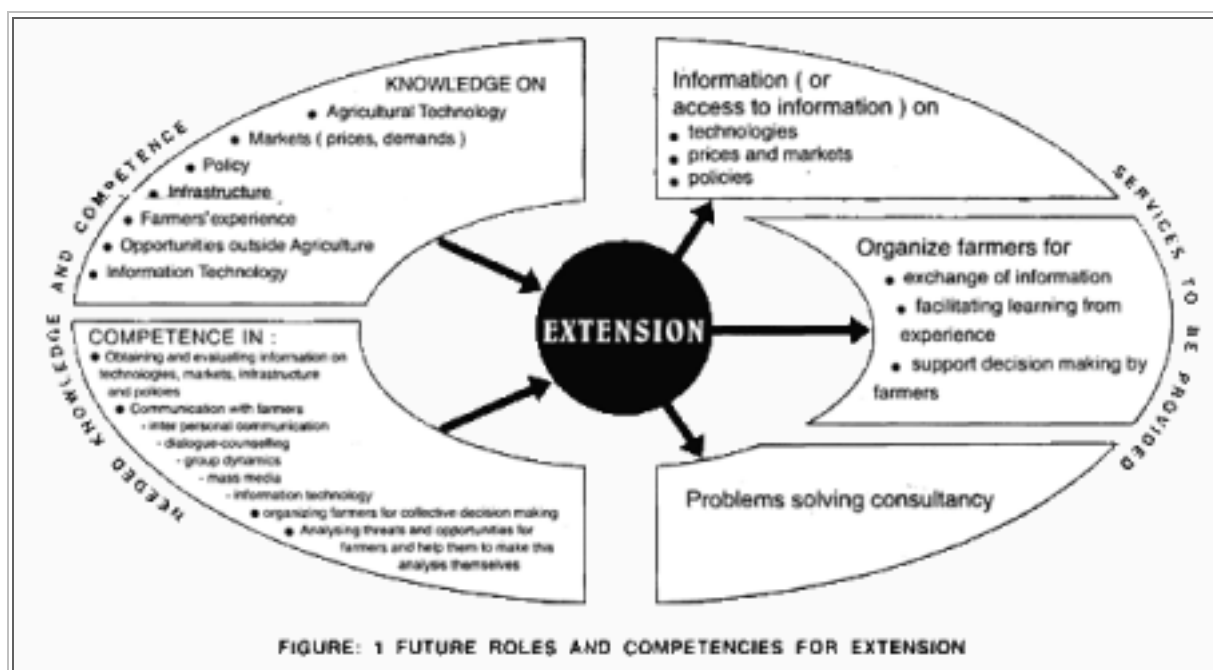 NEEDED KNOWLEDGE AND COMPETENCE
KNOWLEDGE ON
• Agricultural Technology
• Markets ( prices, demands )
• Policy
• Infrastructure
• Farmers' experience
• Opportunities outside Agriculture
• Information Technology
COMPETENCE IN :
• Obtaining and evaluating information on
technologies, markets, infrastructure
and policies
• Communication with farmers
- inter personal communication
- dialogue-counselling
- group dynamics
- mass media
- information technology
• organizing farmers for collective decision making
• Analysing threats and opportunities for
farmers and help them to make this
analysis themselves
EXTENSION
Information ( or
access to information ) on
• technologies
• prices and markets
• policies
Organize farmers for
• exchange of information
• facilitating learning from
experience
• support decision making by
farmers
Problems solving consultancy
SERVICES TO BE PROVIDED
FIGURE: 1 FUTURE ROLES AND COMPETENCIES FOR EXTENSION